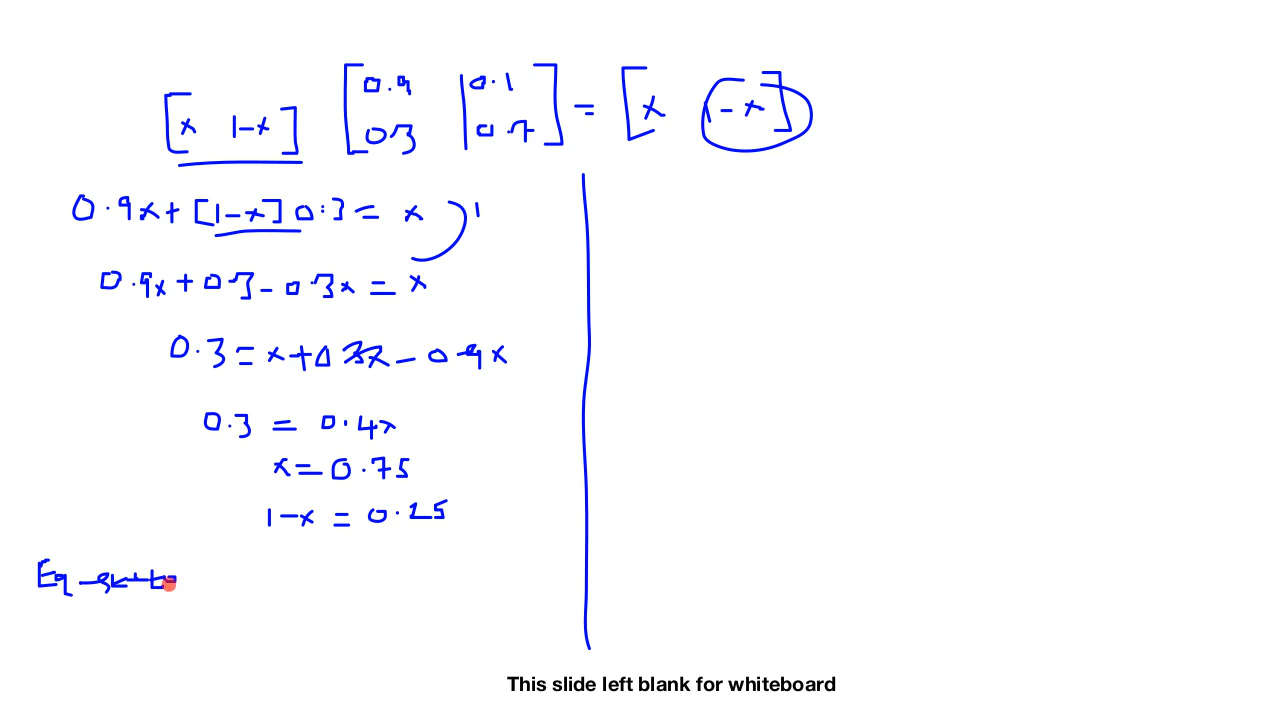 [x 1-x] [0.9 | 0.1] = [x 1-x]
[0.3 | 0.7]
0.9x + [1-x] 0.3 = x
0.9x + 0.3 - 0.3x = x
0.3 = x + 0.3x - 0.9x
0.3 = 0.4x
x = 0.75
1-x = 0.25
Eq
This slide left blank for whiteboard